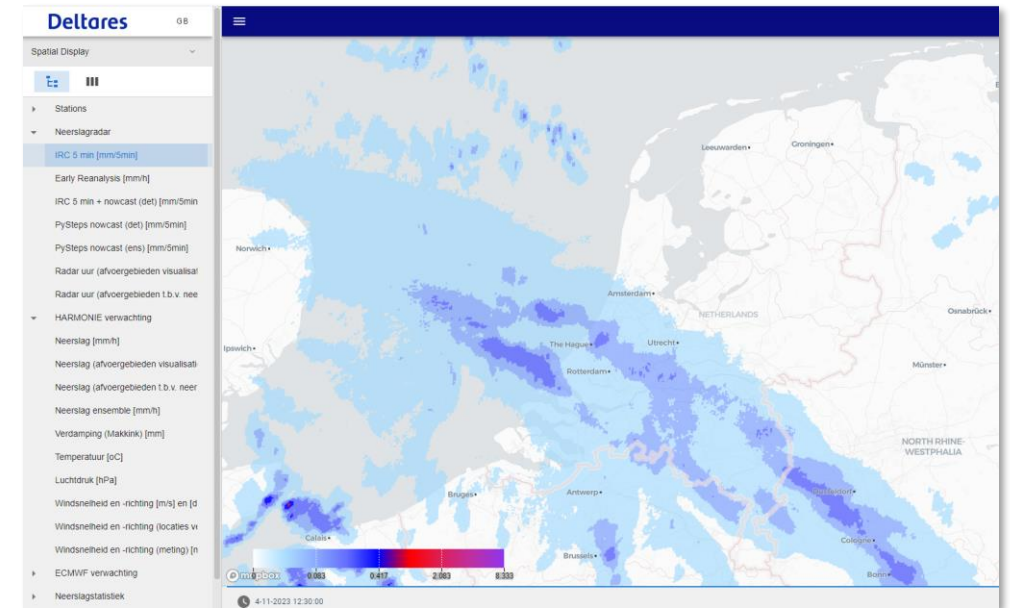 Deltares GB
Spatial Display
Stations
Neerslagradar
IRC 5 min [mm/5min]
Early Reanalysis [mm/h]
IRC 5 min + nowcast (det) [mm/5min
PySteps nowcast (det) [mm/5min]
PySteps nowcast (ens) [mm/5min]
Radar uur (afvoergebieden visualisat
Radar uur (afvoergebieden t.b.v. nee
HARMONIE verwachting
Neerslag [mm/h]
Neerslag (afvoergebieden visualisati
Neerslag (afvoergebieden t.b.v. neer
Neerslag ensemble [mm/h]
Verdamping (Makkink) [mm]
Temperatuur [oC]
Luchtdruk [hPa]
Windsnelheid en -richting [m/s] en [d
Windsnelheid en -richting (locaties ve
Windsnelheid en -richting (meting) [n
ECMWF verwachting
Neerslagstatistiek
Leeuwarden
Groningen
Norwich
Amsterdam
NETHERLANDS
Osnabrück
Ipswich
The Hague
Utrecht
Münster
Rotterdam
NORTH RHINE-
WESTPHALIA
Bruges
Antwerp
Düsseldorf
Calais
Cologne
Brussels
Bonn
mapbox 0.083 0.417 2.083 8.333
4-11-2023 12:30:00